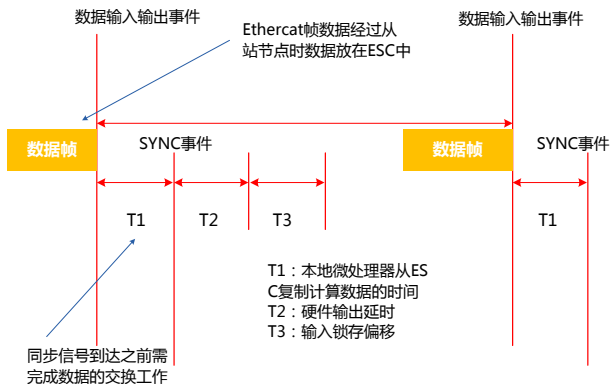 数据输入输出事件
Ethercat帧数据经过从
站节点时数据放在ESC中
数据输入输出事件
数据帧
SYNC事件
数据帧
SYNC事件
T1
T2
T3
T1
T1：本地微处理器从ES
C复制计算数据的时间
T2：硬件输出延时
T3：输入锁存偏移
同步信号到达之前需
完成数据的交换工作